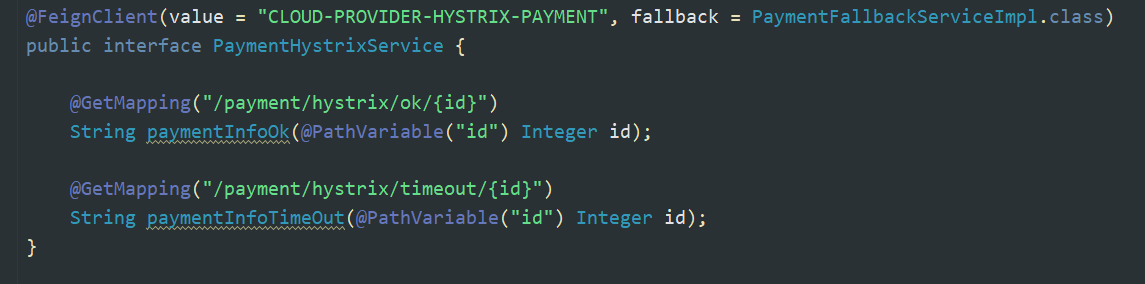 @FeignClient(value = "CLOUD-PROVIDER-HYSTRIX-PAYMENT", fallback = PaymentFallbackServiceImpl.class)
public interface PaymentHystrixService {
@GetMapping("/payment/hystrix/ok/{id}")
String paymentInfoOk(@PathVariable("id") Integer id);
@GetMapping("/payment/hystrix/timeout/{id}")
String paymentInfoTimeOut(@PathVariable("id") Integer id);
}